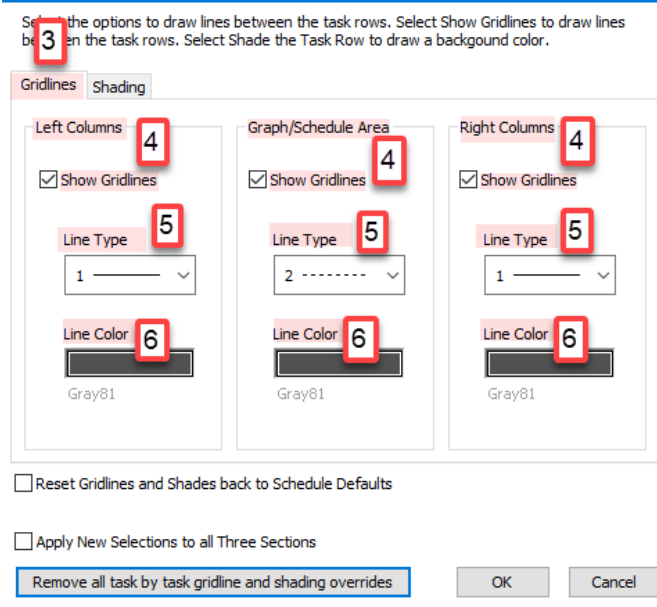 Select the options to draw lines between the task rows. Select Show Gridlines to draw lines
between the task rows. Select Shade the Task Row to draw a backgound color.
3
Gridlines Shading
Left Columns 4 Graph/Schedule Area 4 Right Columns 4
Show Gridlines Show Gridlines Show Gridlines
Line Type 5 Line Type 5 Line Type 5
1 2 1
Line Color 6 Line Color 6 Line Color 6
Gray81 Gray81 Gray81
Reset Gridlines and Shades back to Schedule Defaults
Apply New Selections to all Three Sections
Remove all task by task gridline and shading overrides OK Cancel